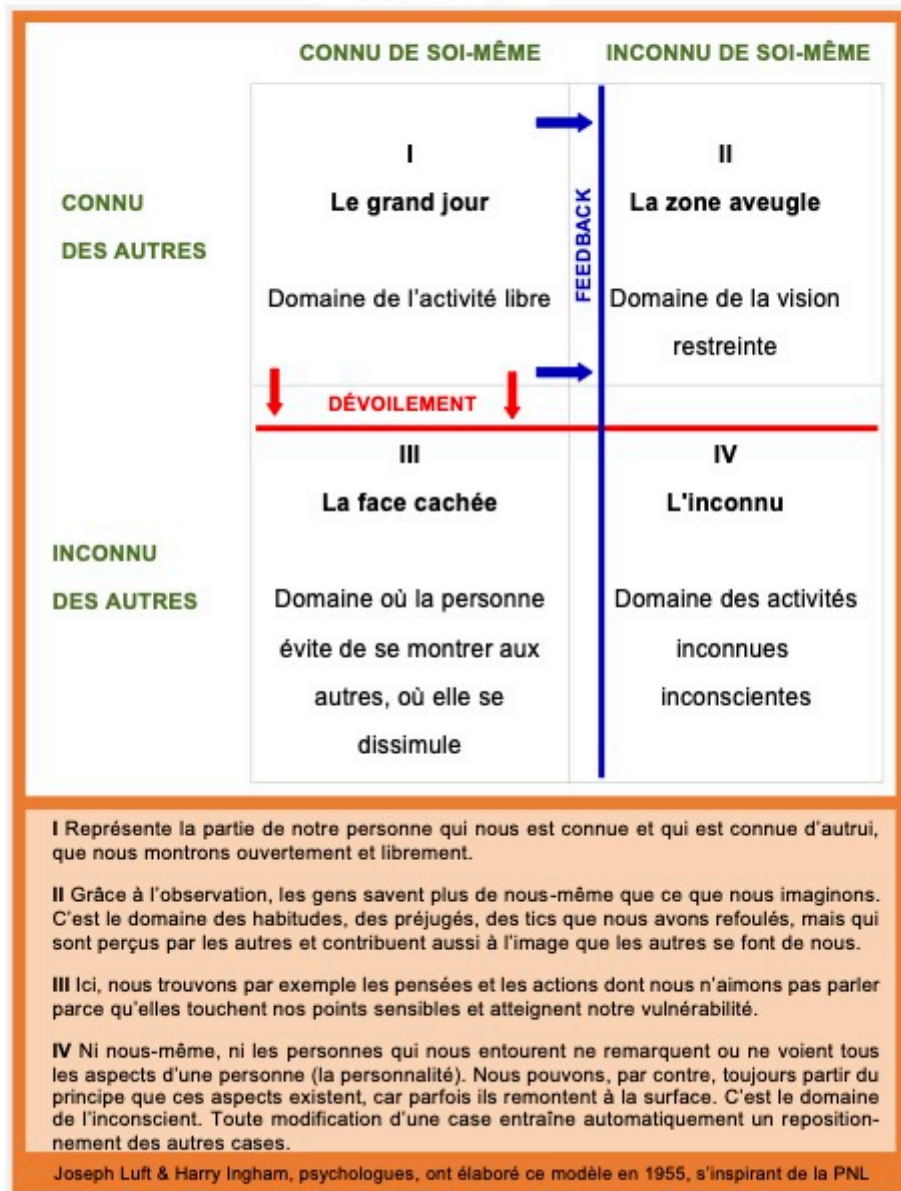 CONNU DE SOI-MÊME
INCONNU DE SOI-MÊME
CONNU
DES AUTRES
I
Le grand jour
Domaine de l'activité libre
FEEDBACK
II
La zone aveugle
Domaine de la vision
restreinte
DÉVOILEMENT
INCONNU
DES AUTRES
III
La face cachée
Domaine où la personne
évite de se montrer aux
autres, où elle se
dissimule
IV
L'inconnu
Domaine des activités
inconnues
inconscientes
I Représente la partie de notre personne qui nous est connue et qui est connue d'autrui,
que nous montrons ouvertement et librement.
II Grâce à l'observation, les gens savent plus de nous-même que ce que nous imaginons.
C'est le domaine des habitudes, des préjugés, des tics que nous avons refoulés, mais qui
sont perçus par les autres et contribuent aussi à l'image que les autres se font de nous.
III Ici, nous trouvons par exemple les pensées et les actions dont nous n'aimons pas parler
parce qu'elles touchent nos points sensibles et atteignent notre vulnérabilité.
IV Ni nous-même, ni les personnes qui nous entourent ne remarquent ou ne voient tous
les aspects d'une personne (la personnalité). Nous pouvons, par contre, toujours partir du
principe que ces aspects existent, car parfois ils remontent à la surface. C'est le domaine
de l'inconscient. Toute modification d'une case entraîne automatiquement un reposition-
nement des autres cases.
Joseph Luft & Harry Ingham, psychologues, ont élaboré ce modèle en 1955, s'inspirant de la PNL